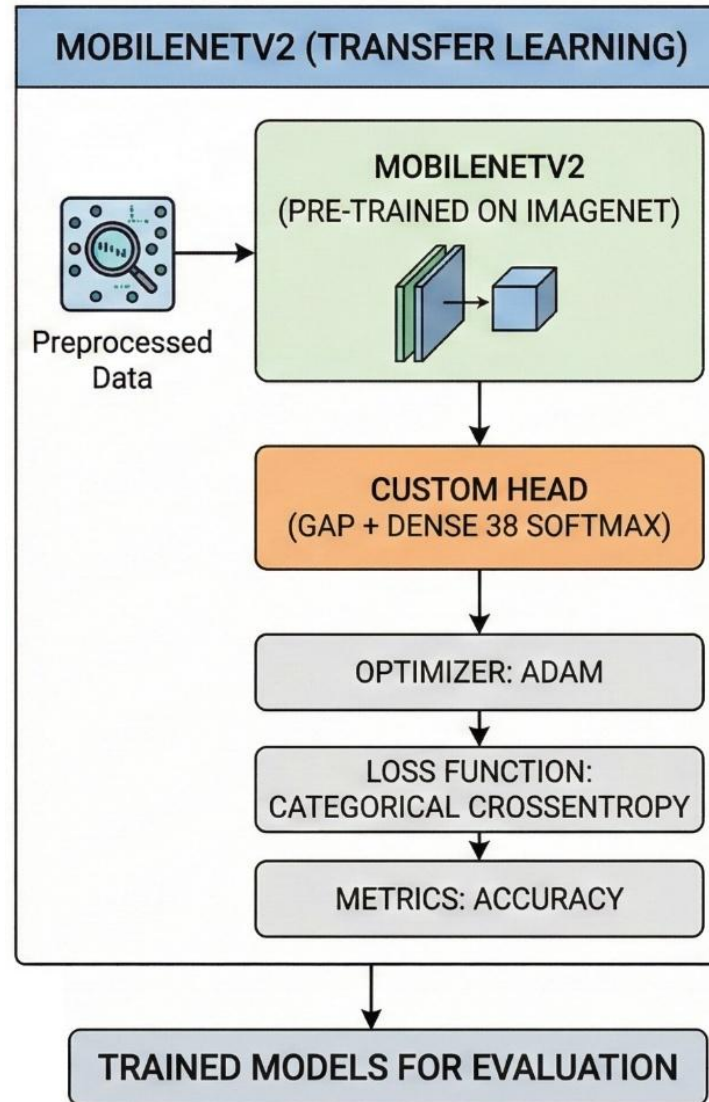 MOBILENETV2 (TRANSFER LEARNING)
MOBILENETV2
(PRE-TRAINED ON IMAGENET)
Preprocessed
Data
CUSTOM HEAD
(GAP + DENSE 38 SOFTMAX)
OPTIMIZER: ADAM
LOSS FUNCTION:
CATEGORICAL CROSSENTROPY
METRICS: ACCURACY
TRAINED MODELS FOR EVALUATION